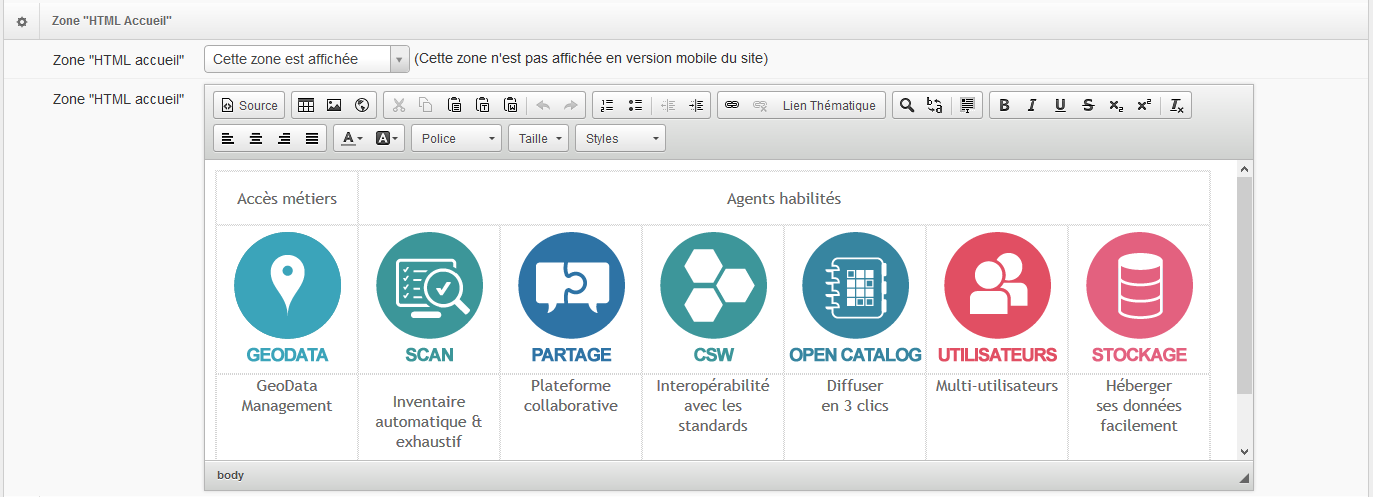 Zone "HTML Accueil"
Zone "HTML accueil" Cette zone est affichée (Cette zone n'est pas affichée en version mobile du site)
Zone "HTML accueil"
Source Lien Thématique B I U S x₂ x² Tx
A A Police Taille Styles
Accès métiers Agents habilités
GEODATA SCAN PARTAGE CSW OPEN CATALOG UTILISATEURS STOCKAGE
GeoData
Management
Inventaire
automatique &
exhaustif
Plateforme
collaborative
Interopérabilité
avec les
standards
Diffuser
en 3 clics
Multi-utilisateurs
Héberger
ses données
facilement
body